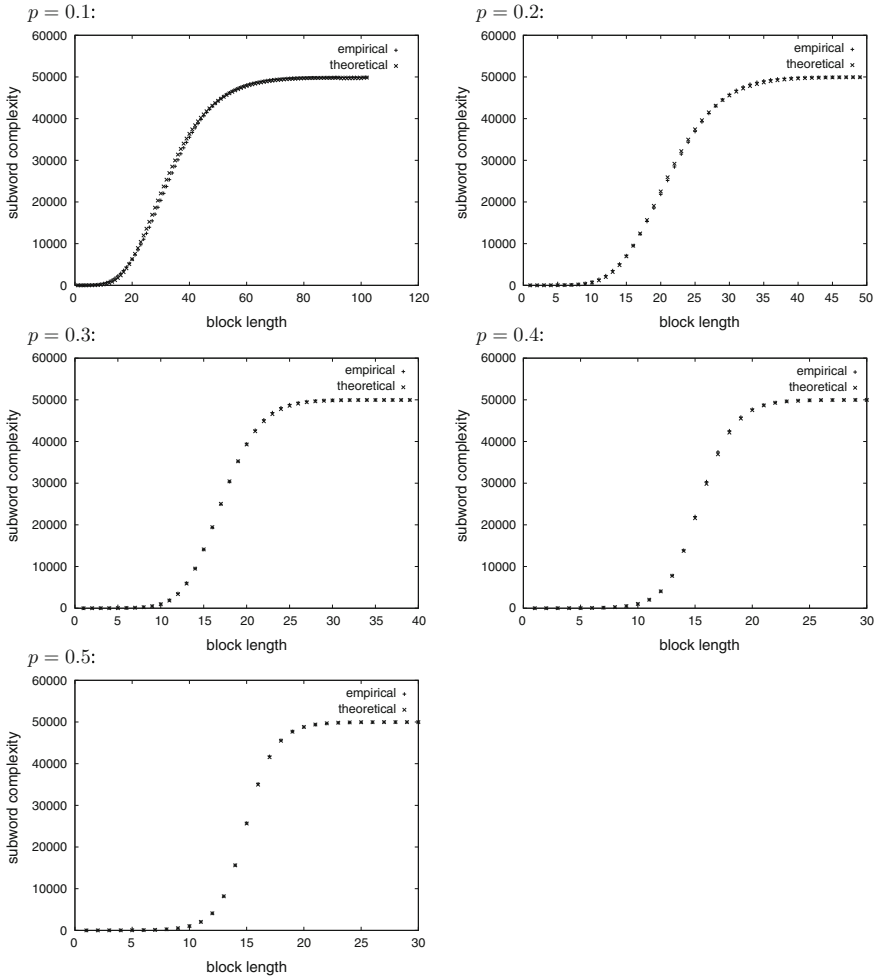 p = 0.1:
60000
50000
40000
30000
20000
10000
0
subword complexity
empirical
theoretical
0 20 40 60 80 100 120
block length
p = 0.2:
60000
50000
40000
30000
20000
10000
0
subword complexity
empirical
theoretical
0 5 10 15 20 25 30 35 40 45 50
block length
p = 0.3:
60000
50000
40000
30000
20000
10000
0
subword complexity
empirical
theoretical
0 5 10 15 20 25 30 35 40
block length
p = 0.4:
60000
50000
40000
30000
20000
10000
0
subword complexity
empirical
theoretical
0 5 10 15 20 25 30
block length
p = 0.5:
60000
50000
40000
30000
20000
10000
0
subword complexity
empirical
theoretical
0 5 10 15 20 25 30
block length